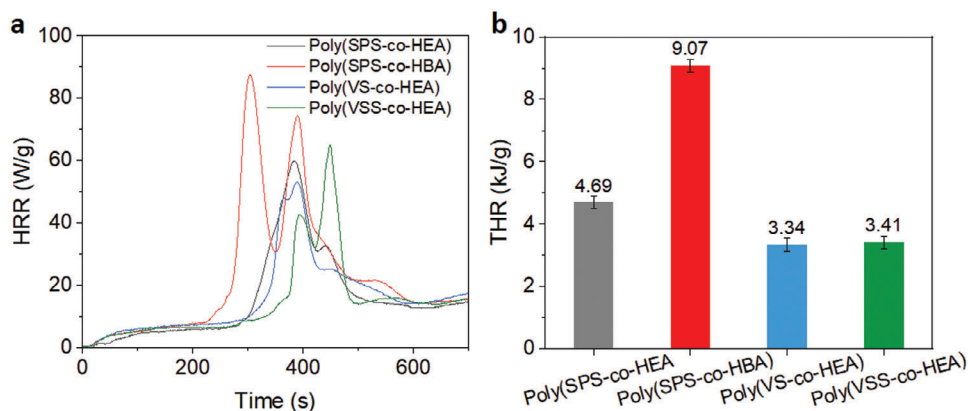 a
HRR (W/g)
100
80
60
40
20
0
Poly(SPS-co-HEA)
Poly(SPS-co-HBA)
Poly(VS-co-HEA)
Poly(VSS-co-HEA)
0 200 400 600
Time (s)
b
THR (kJ/g)
10
8
6
4
2
0
4.69
9.07
3.34
3.41
Poly(SPS-co-HEA
Poly(SPS-co-HBA)
Poly(VS-co-HEA)
Poly(VSS-co-HEA)